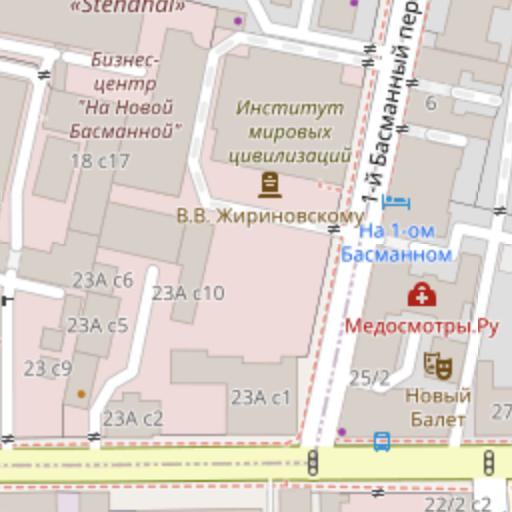 «Stendhal»
Бизнес-
центр
"На Новой
Басманной"
18 с17
Институт
мировых
цивилизаций
В.В. Жириновскому
1-й Басманный пер
6
На 1-ом
Басманном
Медосмотры.Ру
23А с6
23А с10
23А с5
23 с9
23А с1
23А с2
25/2
Новый
Балет
27
22/2 с2